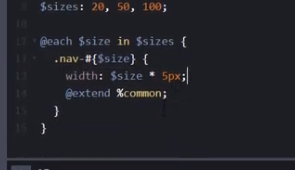 $sizes: 20, 50, 100;
@each $size in $sizes {
.nav-#{$size} {
width: $size * 5px;
@extend %common;
}
}